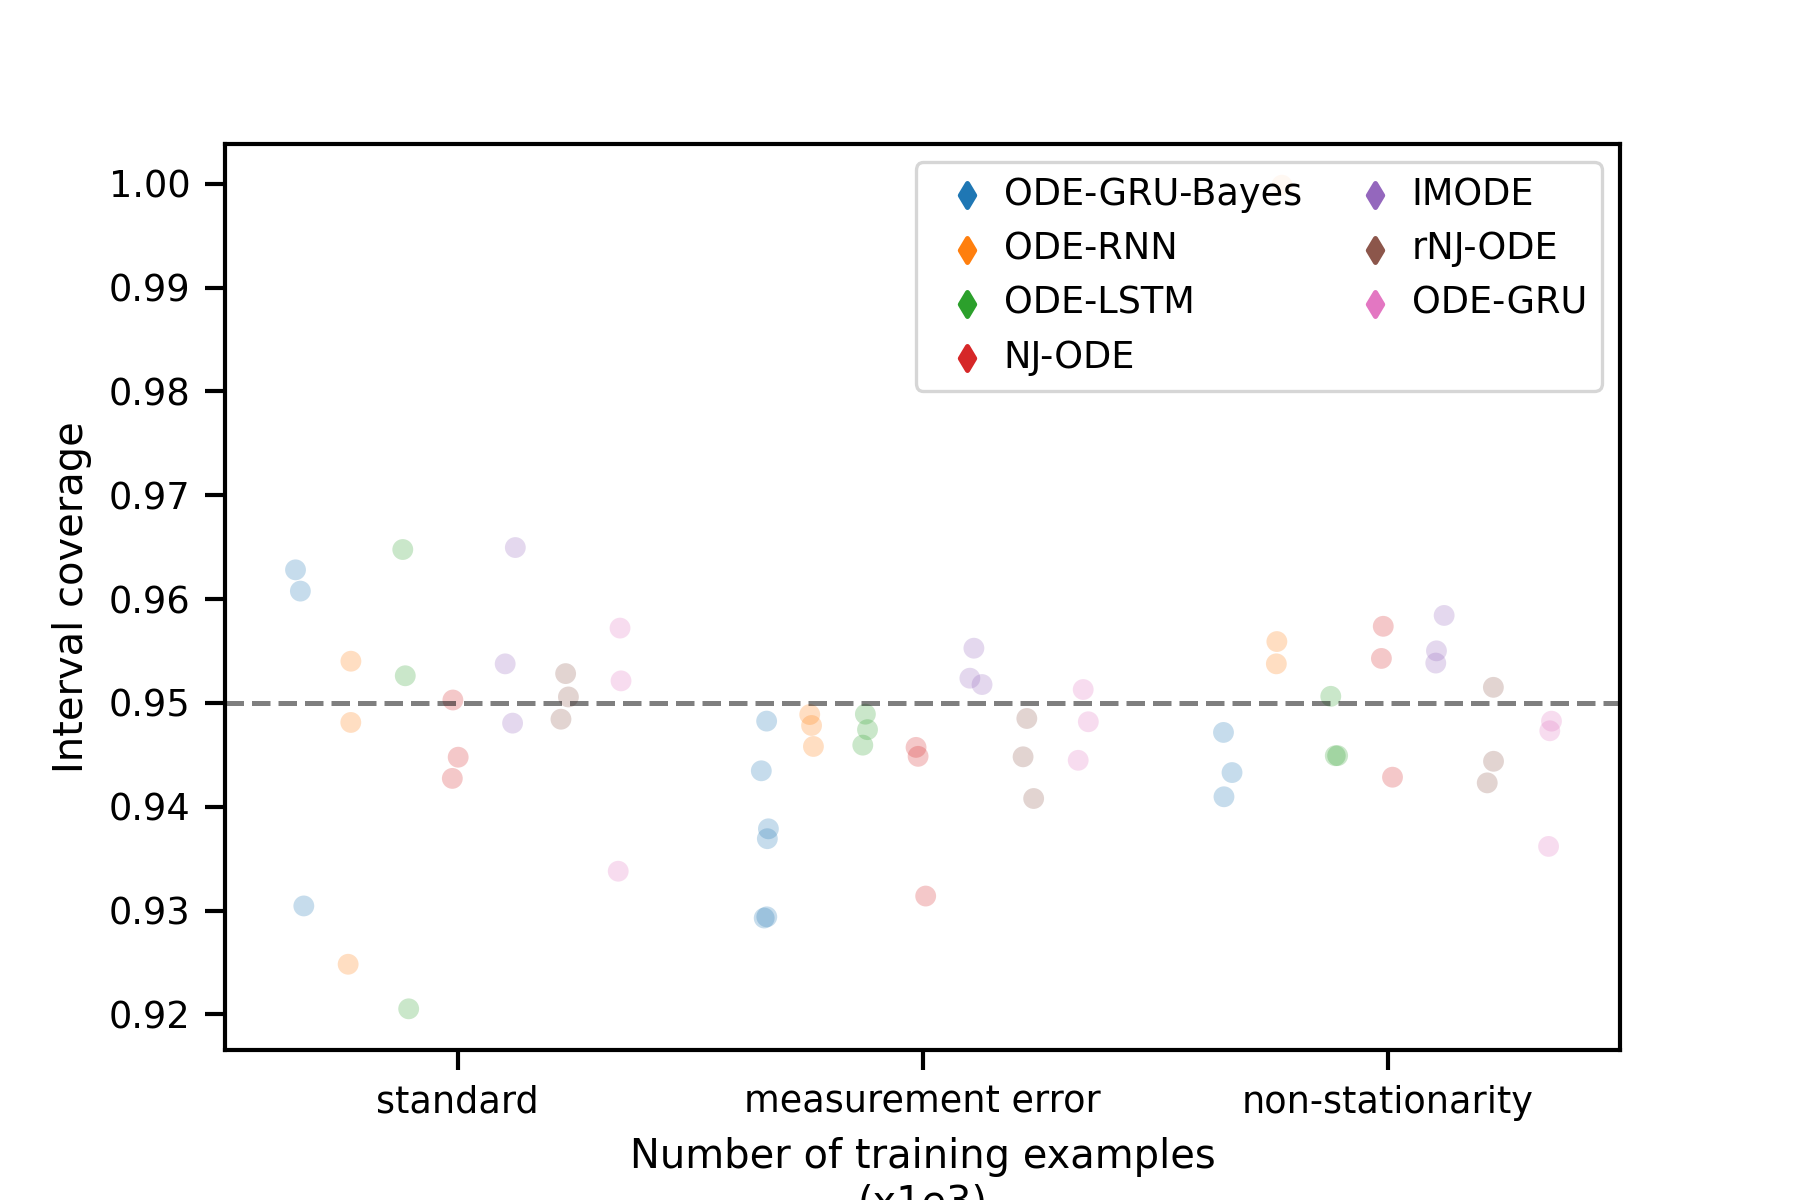 1.00
0.99
0.98
0.97
0.96
0.95
0.94
0.93
0.92
Interval coverage
ODE-GRU-Bayes
ODE-RNN
ODE-LSTM
NJ-ODE
IMODE
rNJ-ODE
ODE-GRU
standard
measurement error
non-stationarity
Number of training examples
(x1e3)